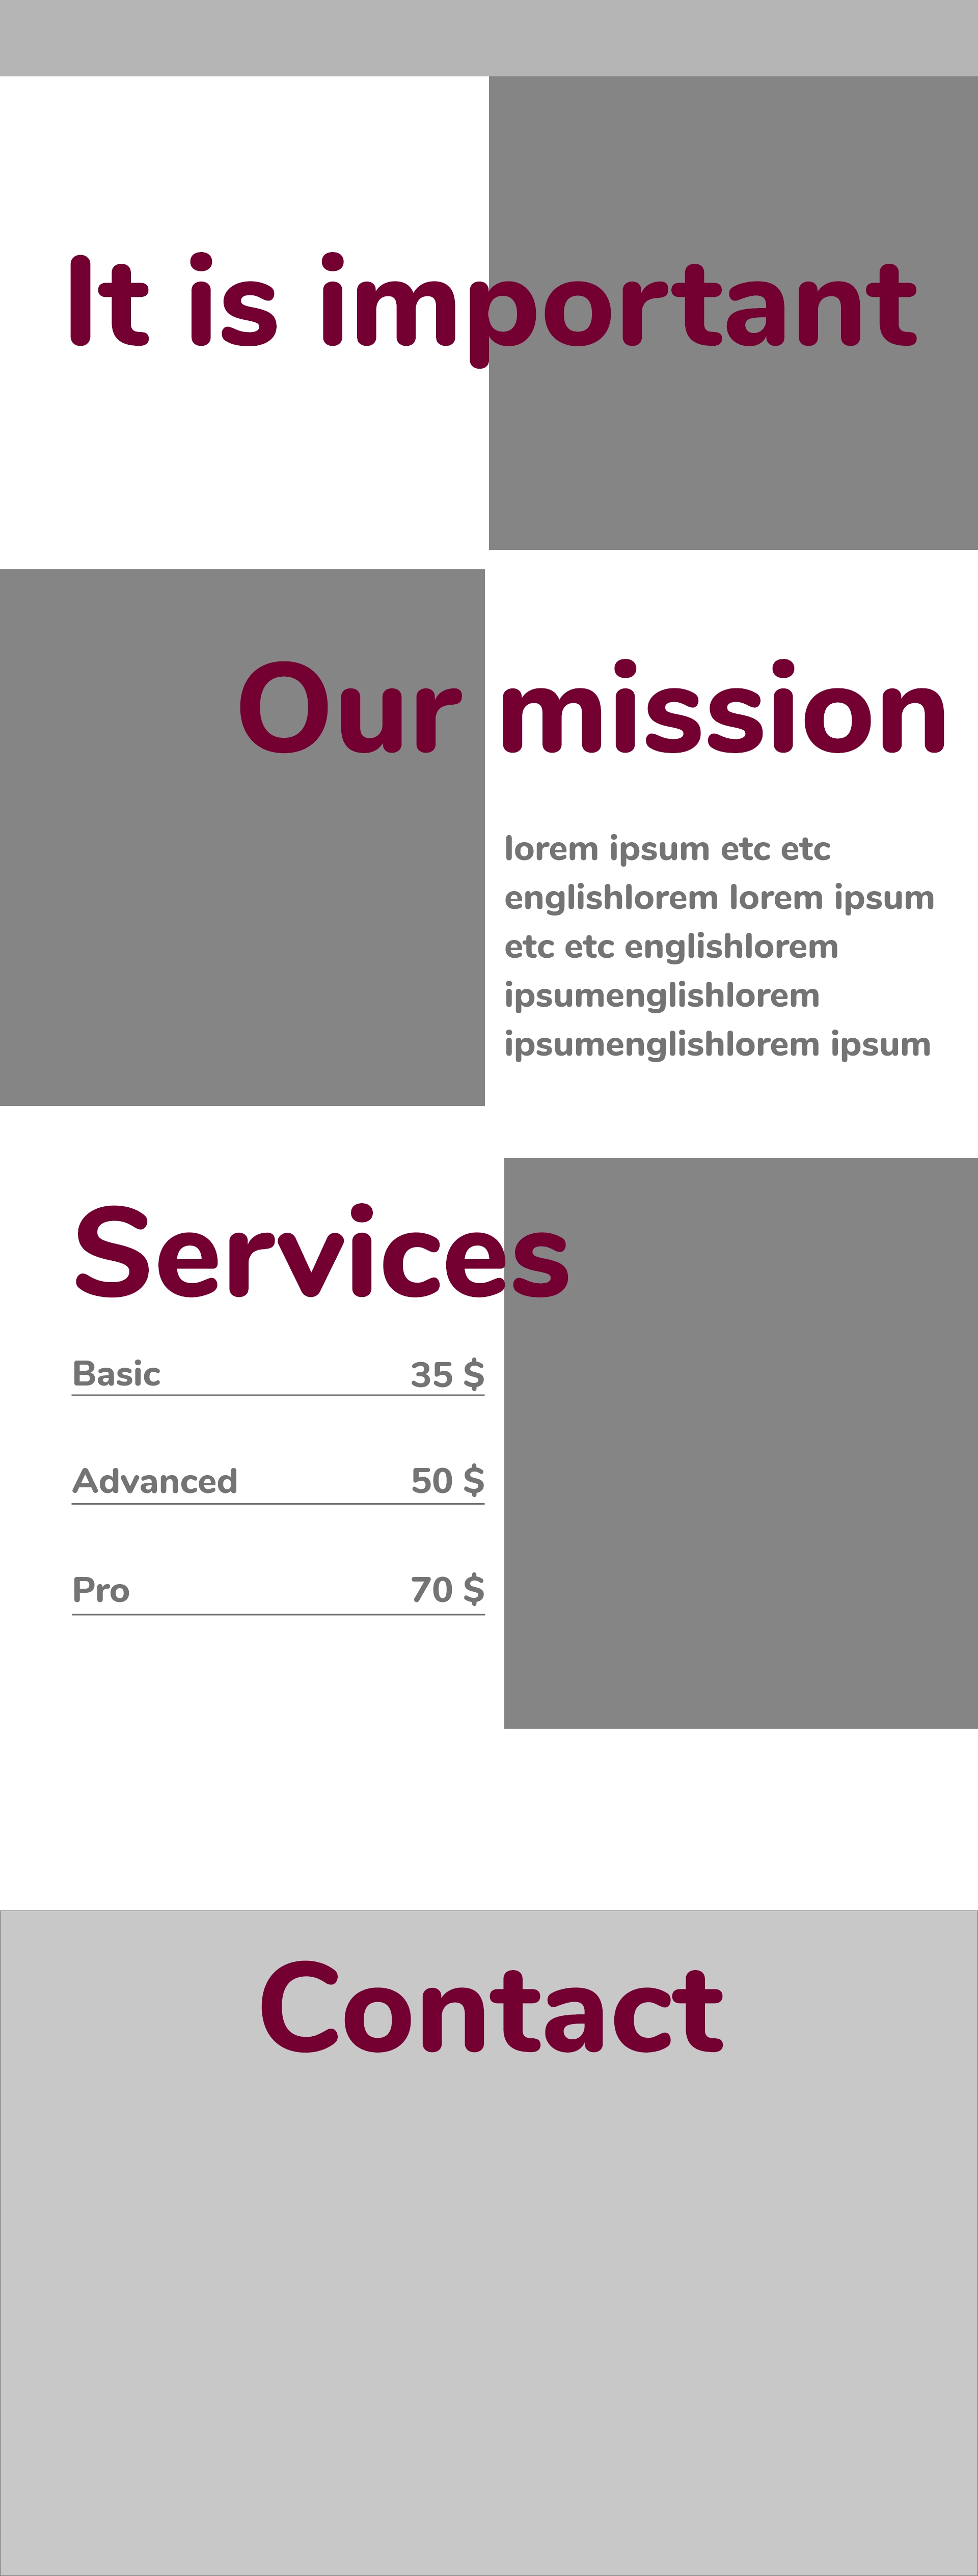 It is important
Our mission
lorem ipsum etc etc
englishlorem lorem ipsum
etc etc englishlorem
ipsumenglishlorem
ipsumenglishlorem ipsum
Services
Basic 35 $
Advanced 50 $
Pro 70 $
Contact